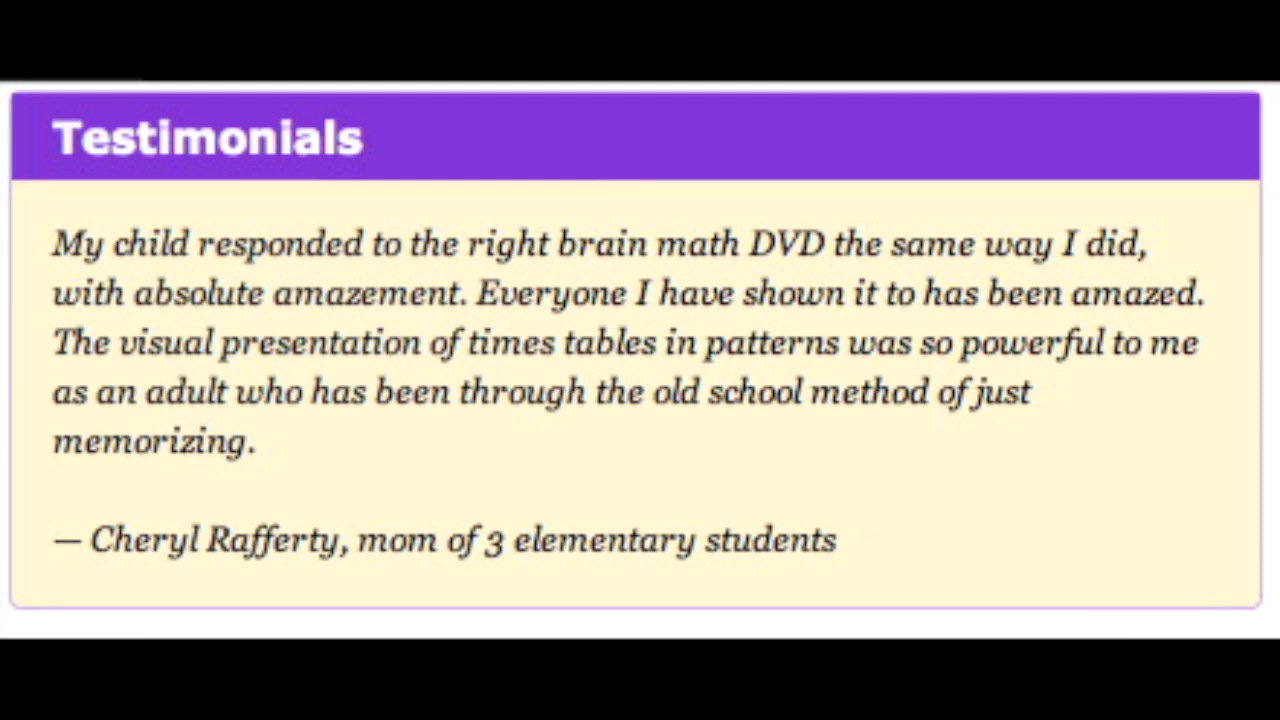 Testimonials
My child responded to the right brain math DVD the same way I did,
with absolute amazement. Everyone I have shown it to has been amazed.
The visual presentation of times tables in patterns was so powerful to me
as an adult who has been through the old school method of just
memorizing.
— Cheryl Rafferty, mom of 3 elementary students